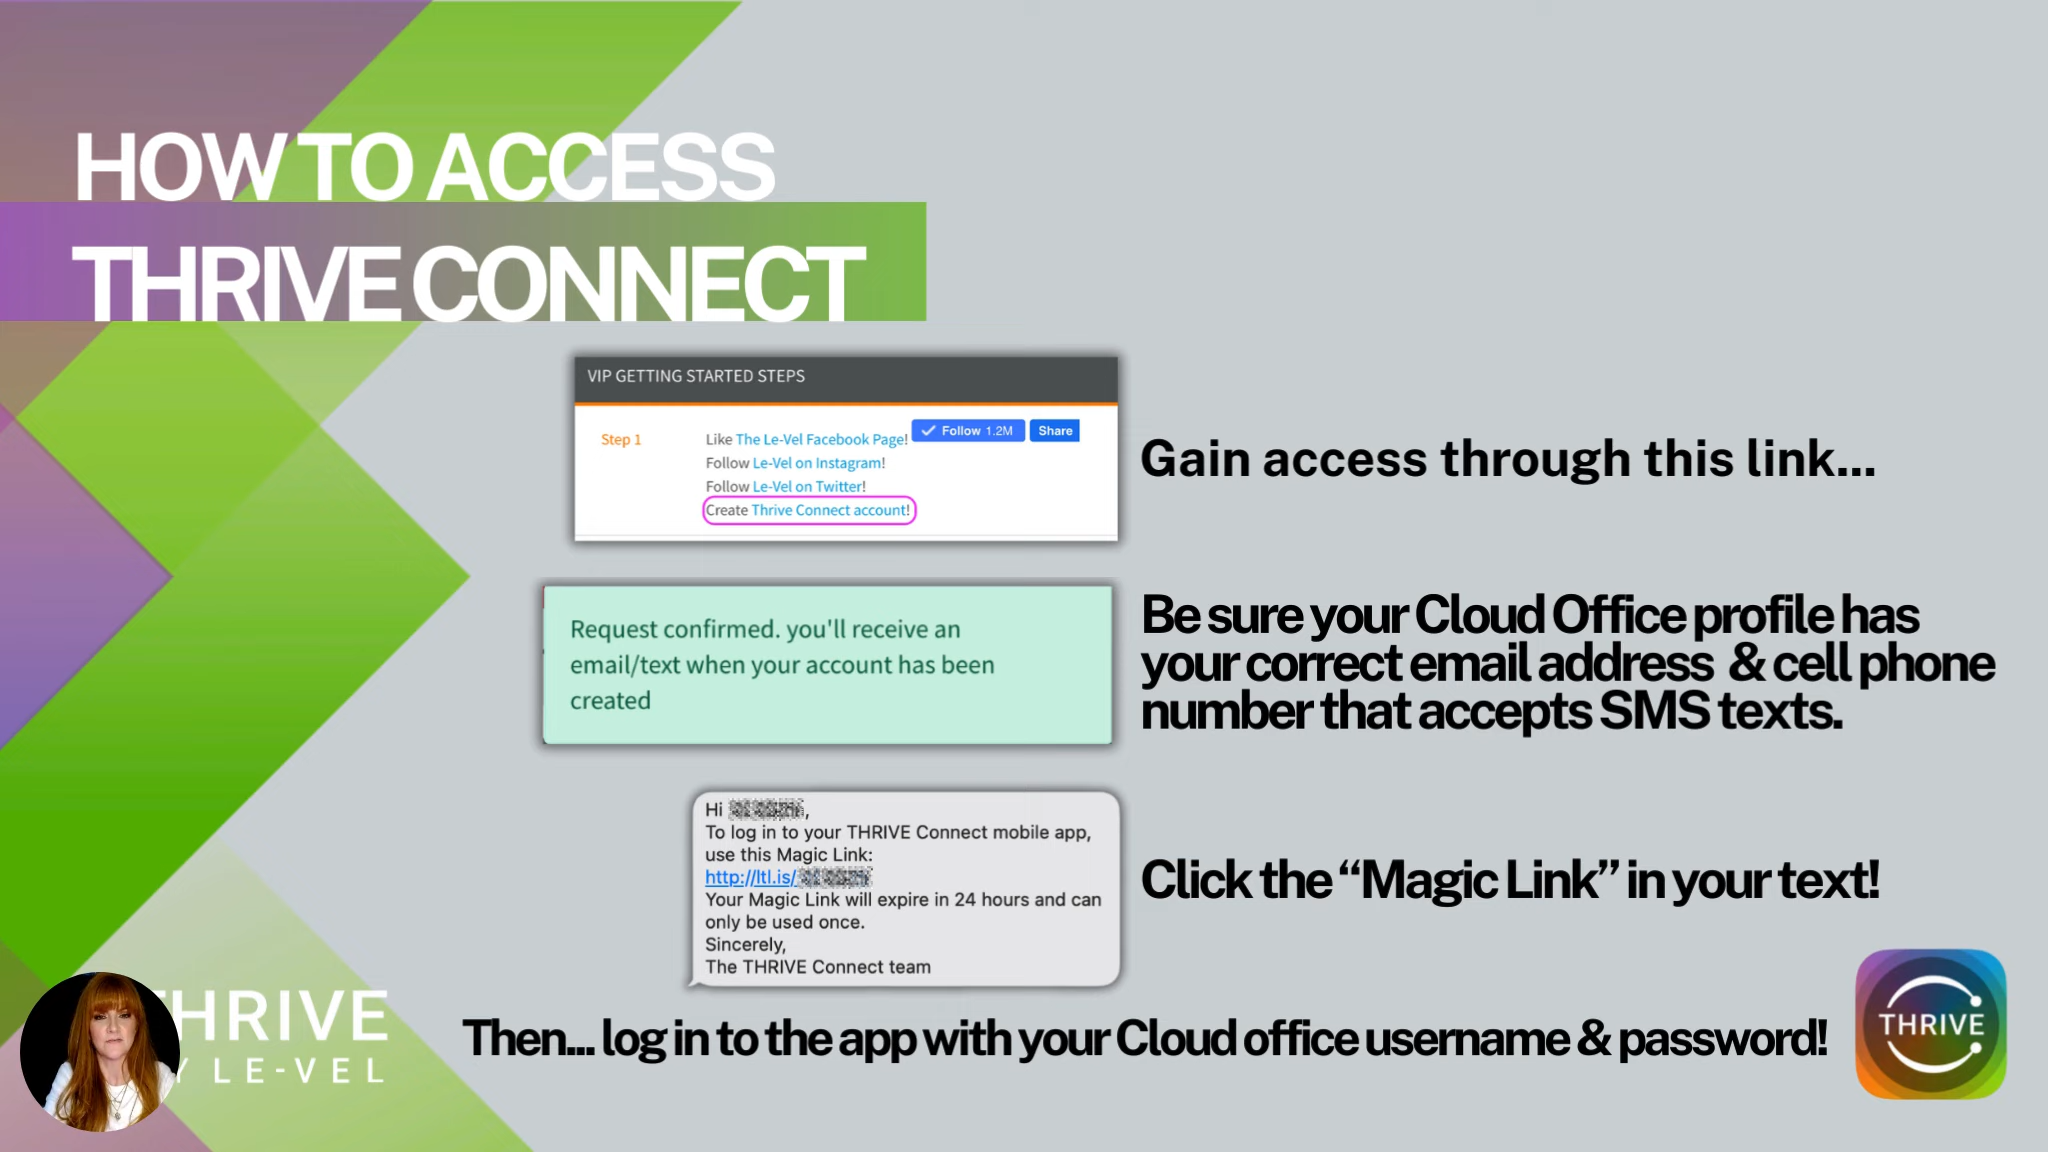 HOW TO ACCESS
THRIVE CONNECT
VIP GETTING STARTED STEPS
Step 1
Like The Le-Vel Facebook Page!
Follow 1.2M
Share
Follow Le-Vel on Instagram!
Follow Le-Vel on Twitter!
Create Thrive Connect account!
Gain access through this link...
Request confirmed. you'll receive an
email/text when your account has been
created
Be sure your Cloud Office profile has
your correct email address & cell phone
number that accepts SMS texts.
Hi ,
To log in to your THRIVE Connect mobile app,
use this Magic Link:
http://ltl.is/
Your Magic Link will expire in 24 hours and can
only be used once.
Sincerely,
The THRIVE Connect team
Click the “Magic Link” in your text!
Then... log in to the app with your Cloud office username & password!
THRIVE
THRIVE
Y LE-VEL